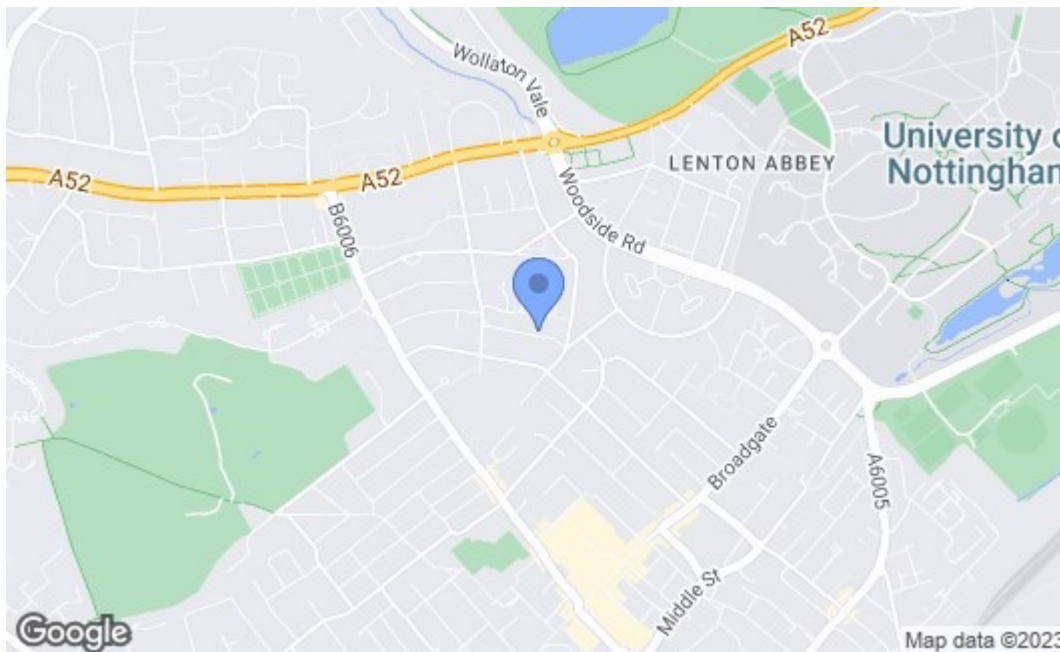 A52
Wollaton Vale
University o
Nottingham
LENTON ABBEY
A52
A52
B6006
Woodside Rd
Broadgate
A6005
Middle St
Google
Map data ©2023